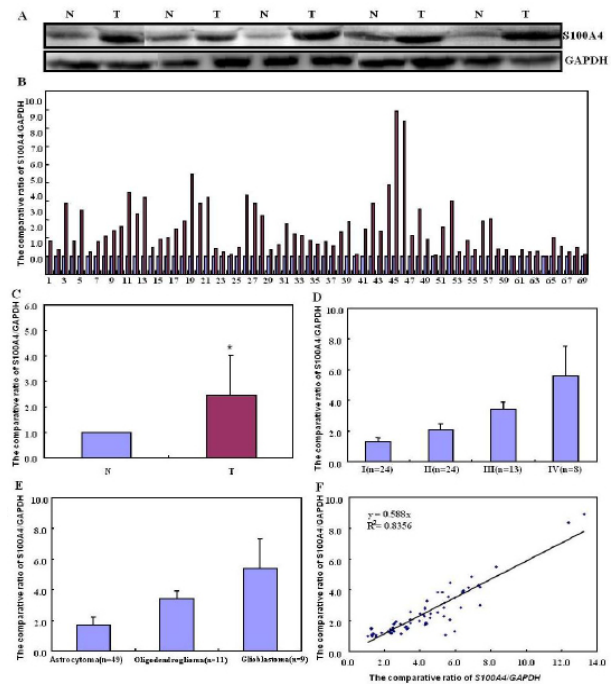 A N T N T N T N T N T
S100A4
GAPDH
B
The comparative ratio of S100A4/GAPDH
10.0
9.0
8.0
7.0
6.0
5.0
4.0
3.0
2.0
1.0
0.0
1 3 5 7 9 11 13 15 17 19 21 23 25 27 29 31 33 35 37 39 41 43 45 47 49 51 53 55 57 59 61 63 65 67 69
C
The comparative ratio of S100A4/GAPDH
6.0
5.0
4.0
3.0
2.0
1.0
0.0
*
N T
D
The comparative ratio of S100A4/GAPDH
8.0
6.0
4.0
2.0
0.0
I(n=24) II(n=24) III(n=13) IV(n=8)
E
The comparative ratio of S100A4/GAPDH
10.0
8.0
6.0
4.0
2.0
0.0
Astrocytoma(n=49) Oligodendroglioma(n=11) Glioblastoma(n=9)
F
The comparative ratio of S100A4/GAPDH
10.0
8.0
6.0
4.0
2.0
0.0
y = 0.588x
R² = 0.8356
0.0 2.0 4.0 6.0 8.0 10.0 12.0 14.0
The comparative ratio of S100A4/GAPDH